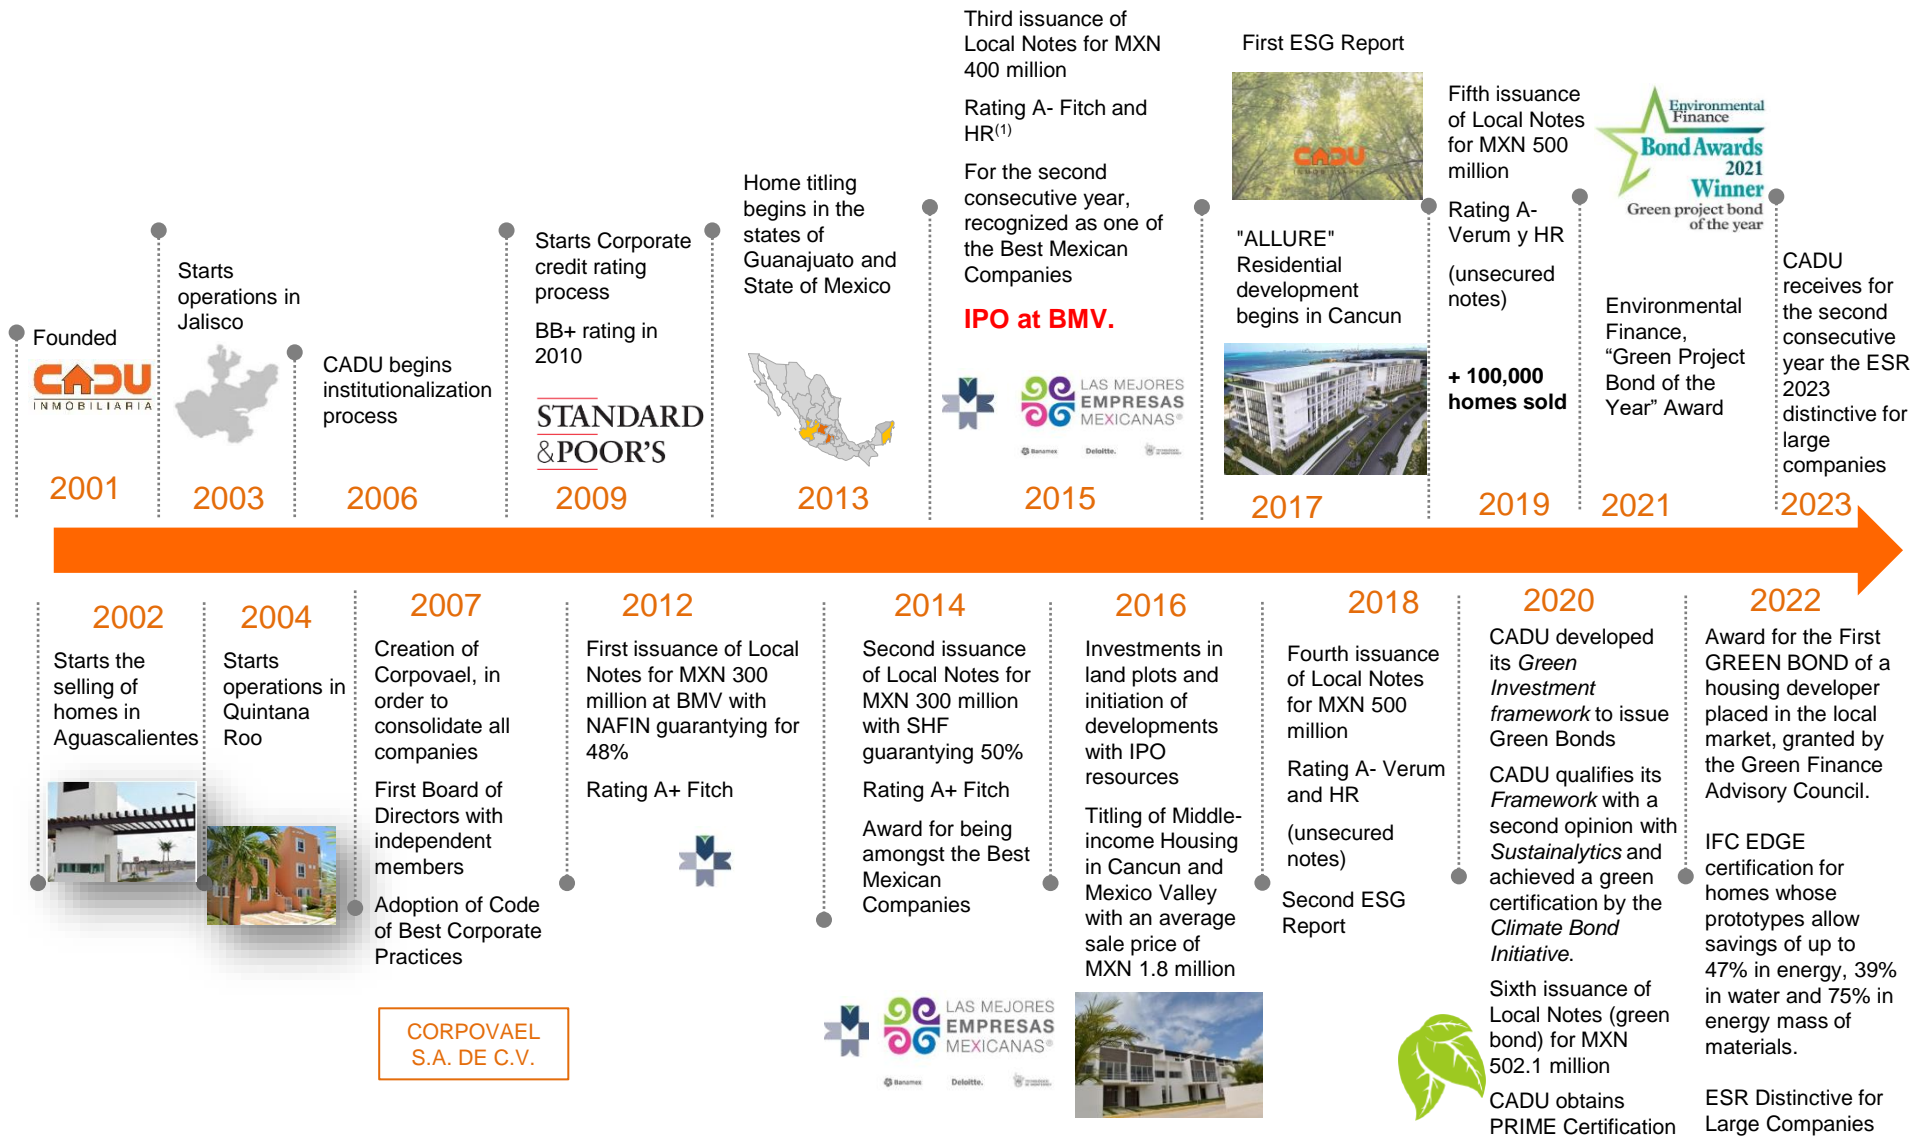 Founded
CADU
INMOBILIARIA
2001
Starts
operations in
Jalisco
2003
CADU begins
institutionalization
process
2006
Starts Corporate
credit rating
process
BB+ rating in
2010
STANDARD
&POOR'S
2009
Home titling
begins in the
states of
Guanajuato and
State of Mexico
2013
Third issuance of
Local Notes for MXN
400 million
Rating A- Fitch and
HR(1)
For the second
consecutive year,
recognized as one of
the Best Mexican
Companies
IPO at BMV.
LAS MEJORES
EMPRESAS
MEXICANAS®
Banamex Deloitte.
2015
First ESG Report
CADU
INMOBILIARIA
"ALLURE"
Residential
development
begins in Cancun
2017
Fifth issuance
of Local Notes
for MXN 500
million
Rating A-
Verum y HR
(unsecured
notes)
+ 100,000
homes sold
2019
Environmental
Finance
Bond Awards
2021
Winner
Green project bond
of the year
Environmental
Finance,
“Green Project
Bond of the
Year” Award
2021
CADU
receives for
the second
consecutive
year the ESR
2023
distinctive for
large
companies
2023
2002
Starts the
selling of
homes in
Aguascalientes
2004
Starts
operations in
Quintana
Roo
2007
Creation of
Corpovael, in
order to
consolidate all
companies
First Board of
Directors with
independent
members
Adoption of Code
of Best Corporate
Practices
CORPOVAEL
S.A. DE C.V.
2012
First issuance of Local
Notes for MXN 300
million at BMV with
NAFIN guarantying for
48%
Rating A+ Fitch
2014
Second issuance
of Local Notes for
MXN 300 million
with SHF
guarantying 50%
Rating A+ Fitch
Award for being
amongst the Best
Mexican
Companies
LAS MEJORES
EMPRESAS
MEXICANAS®
Banamex Deloitte.
2016
Investments in
land plots and
initiation of
developments
with IPO
resources
Titling of Middle-
income Housing
in Cancun and
Mexico Valley
with an average
sale price of
MXN 1.8 million
2018
Fourth issuance
of Local Notes
for MXN 500
million
Rating A- Verum
and HR
(unsecured
notes)
Second ESG
Report
2020
CADU developed
its Green
Investment
framework to issue
Green Bonds
CADU qualifies its
Framework with a
second opinion with
Sustainalytics and
achieved a green
certification by the
Climate Bond
Initiative.
Sixth issuance of
Local Notes (green
bond) for MXN
502.1 million
CADU obtains
PRIME Certification
2022
Award for the First
GREEN BOND of a
housing developer
placed in the local
market, granted by
the Green Finance
Advisory Council.
IFC EDGE
certification for
homes whose
prototypes allow
savings of up to
47% in energy, 39%
in water and 75% in
energy mass of
materials.
ESR Distinctive for
Large Companies